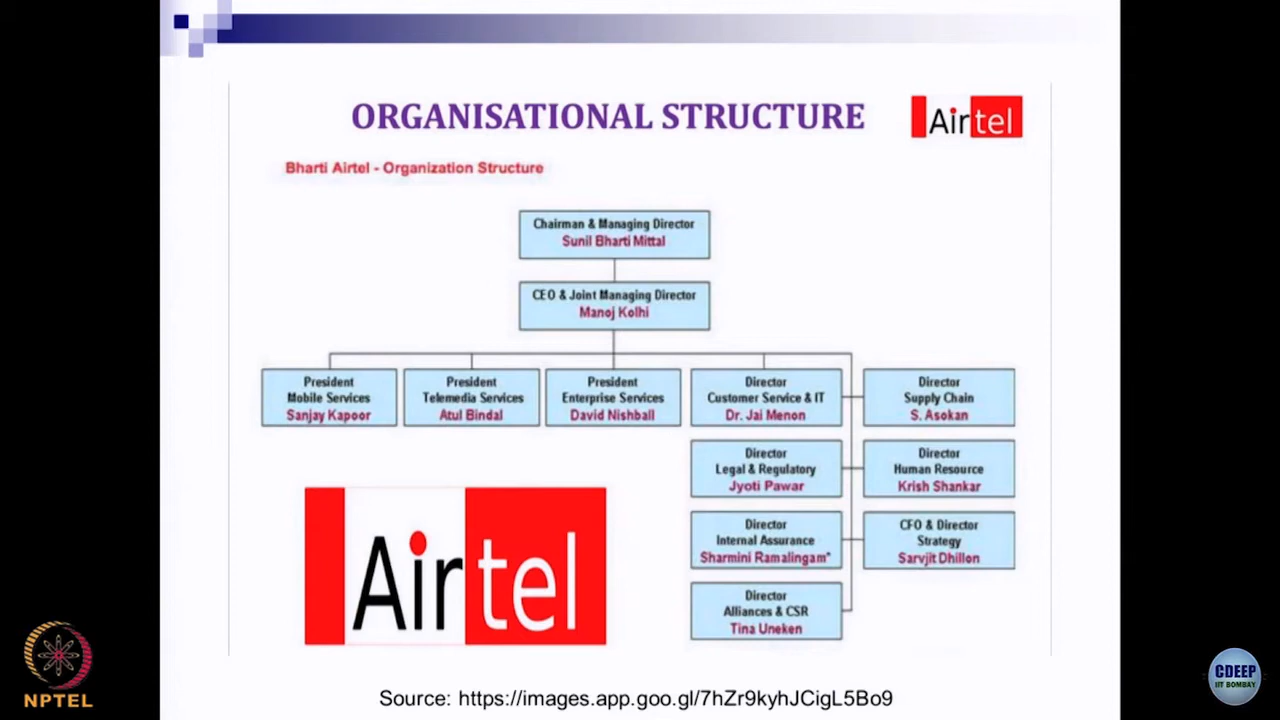 ORGANISATIONAL STRUCTURE
Airtel
Bharti Airtel - Organization Structure
Chairman & Managing Director
Sunil Bharti Mittal
CEO & Joint Managing Director
Manoj Kolhi
President
Mobile Services
Sanjay Kapoor
President
Telemedia Services
Atul Bindal
President
Enterprise Services
David Nishball
Director
Customer Service & IT
Dr. Jai Menon
Director
Supply Chain
S. Asokan
Director
Legal & Regulatory
Jyoti Pawar
Director
Human Resource
Krish Shankar
Director
Internal Assurance
Sharmini Ramalingam*
CFO & Director
Strategy
Sarvjit Dhillon
Director
Alliances & CSR
Tina Uneken
Airtel
NPTEL
Source: https://images.app.goo.gl/7hZr9kyhJCigL5Bo9
CDEEP
IIT BOMBAY